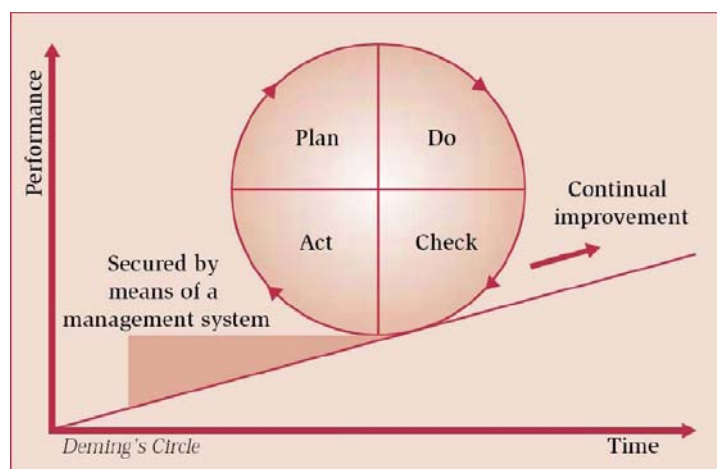 Performance
Plan
Do
Act
Check
Continual
improvement
Secured by
means of a
management system
Deming's Circle
Time